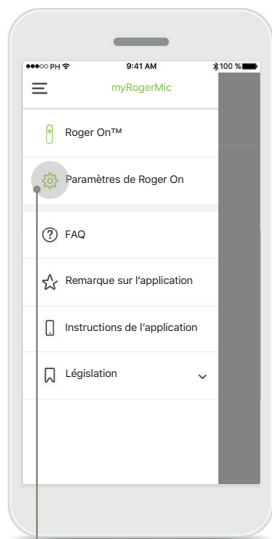 ●●●○○ PH 9:41 AM 100 %
myRogerMic
Roger On™
Paramètres de Roger On
? FAQ
Remarque sur l'application
Instructions de l'application
Législation